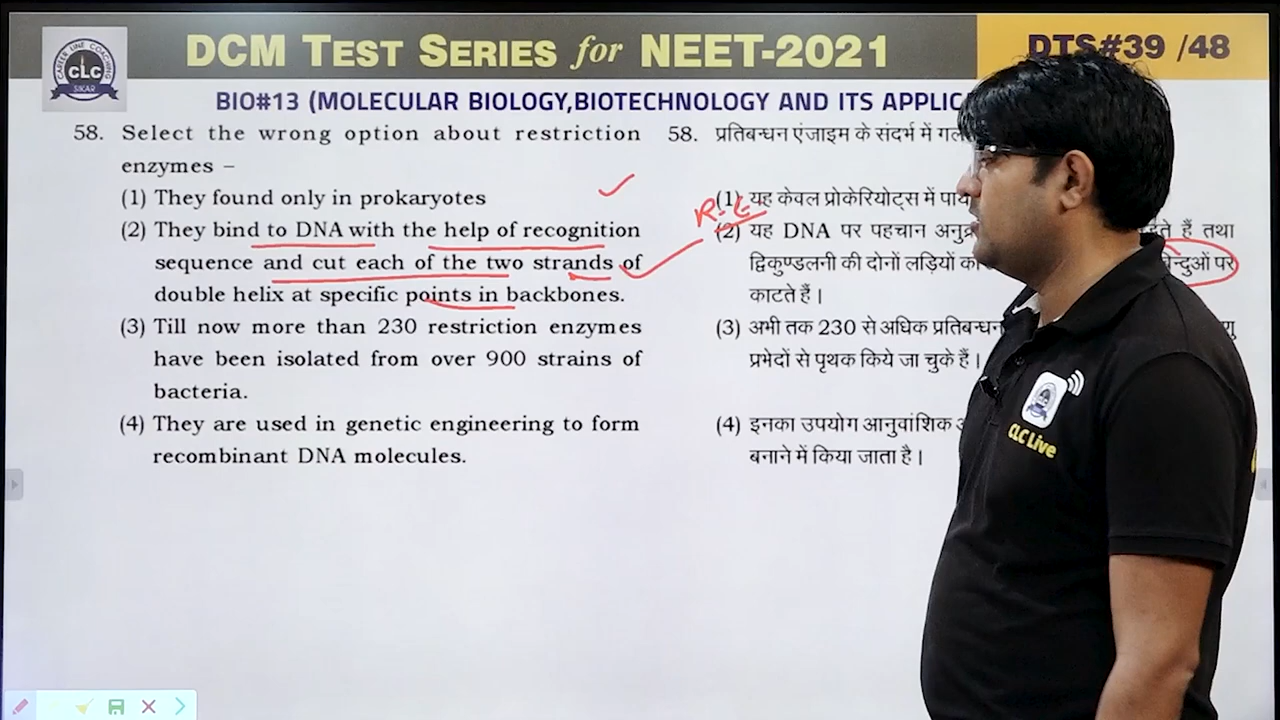 CAREER LINE COACHING
CLC
SIKAR
DCM TEST SERIES for NEET-2021
DTS#39 /48
BIO#13 (MOLECULAR BIOLOGY,BIOTECHNOLOGY AND ITS
58. Select the wrong option about restriction
enzymes –
(1) They found only in prokaryotes
(2) They bind to DNA with the help of recognition
sequence and cut each of the two strands of
double helix at specific points in backbones.
(3) Till now more than 230 restriction enzymes
have been isolated from over 900 strains of
bacteria.
(4) They are used in genetic engineering to form
recombinant DNA molecules.
58. प्रतिबन्धन एंजाइम के संदर्भ में
(1) यह केवल प्रोकेरियोट्स में
R.E
(2) यह DNA पर पहचान हैं तथा
द्विकुण्डलनी की दोनों लड़ियों पर
काटते हैं।
(3) अभी तक 230 से अधिक
प्रभेदों से पृथक किये जा चुके हैं।
(4) इनका उपयोग आनुवांशिक
बनाने में किया जाता है।
CLC Live